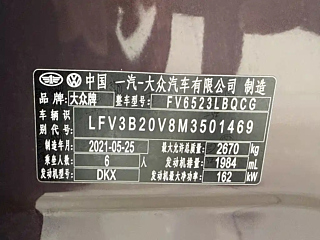 中国 一汽-大众汽车有限公司 制造
品牌 大众牌 整车型号 FV6523LBQCG
车辆识别代号 LFV3B20V8M3501469
制造年月 2021-05-25 最大允许总质量 2670 kg
乘坐人数 6 人 发动机排量 1984 mL
发动机型号 DKX 发动机最大净功率 162 kW